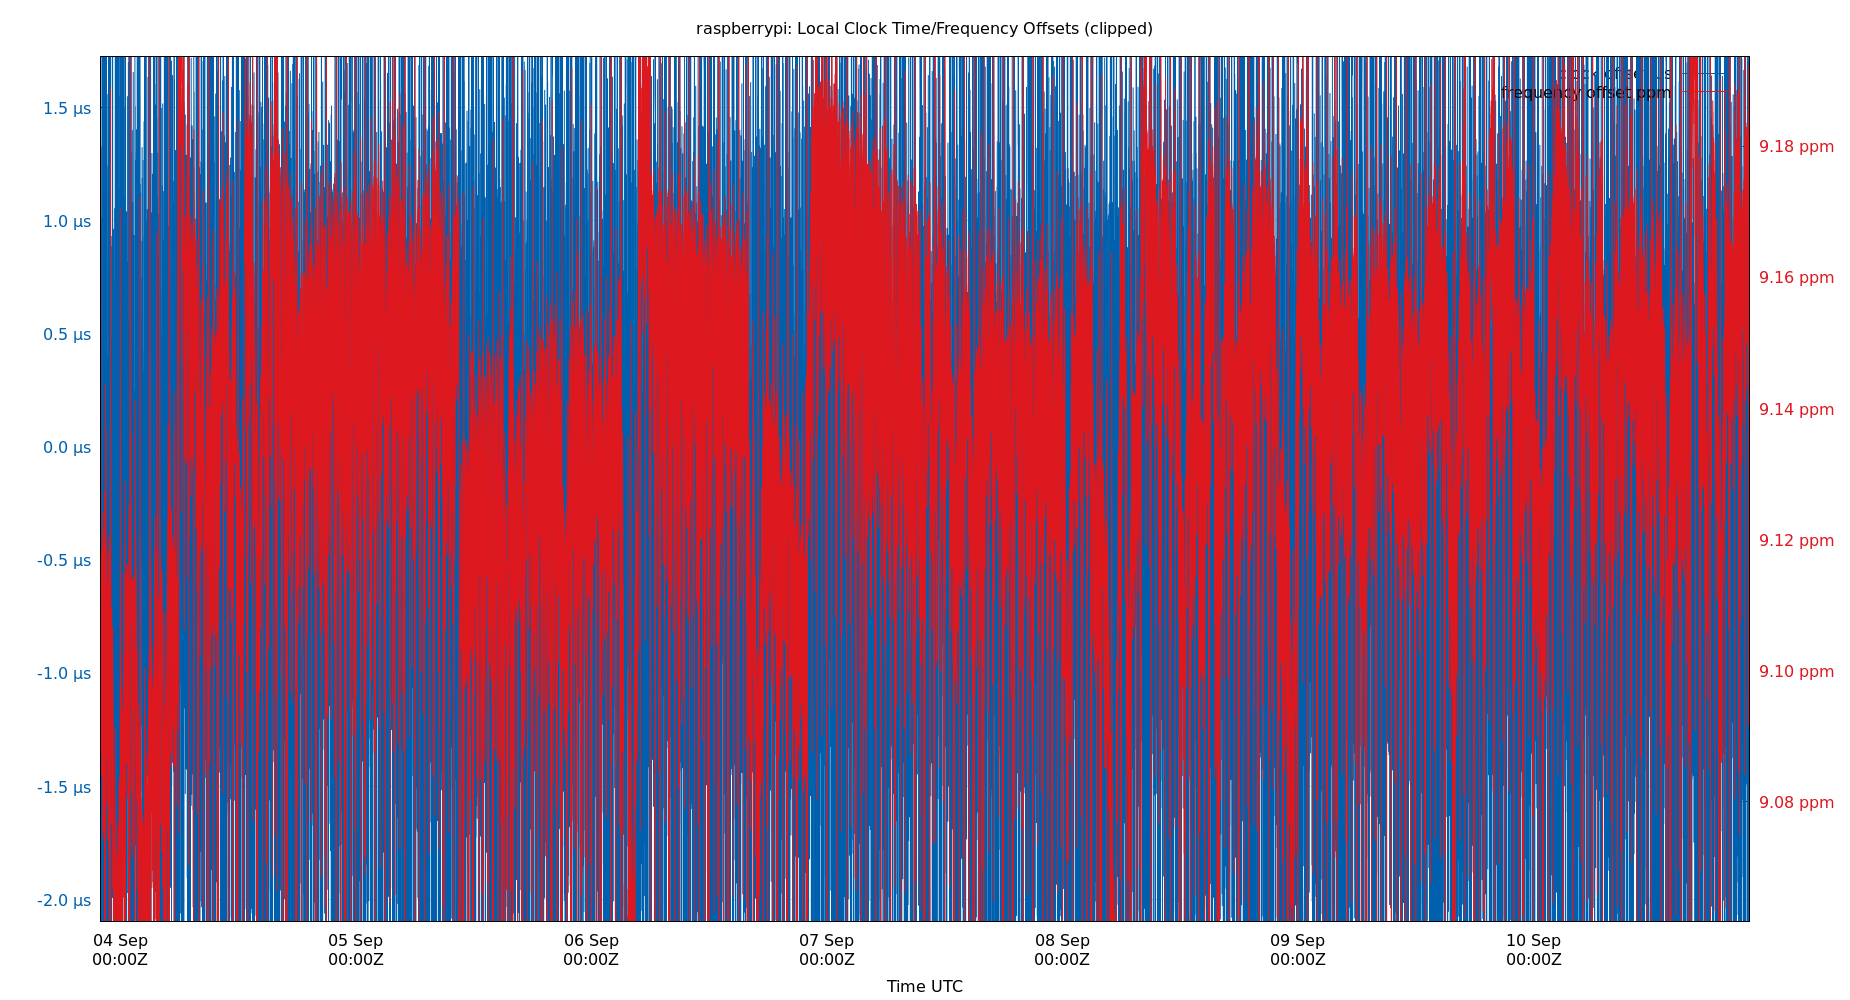 raspberrypi: Local Clock Time/Frequency Offsets (clipped)
clock offset µs
frequency offset ppm
1.5 µs
1.0 µs
0.5 µs
0.0 µs
-0.5 µs
-1.0 µs
-1.5 µs
-2.0 µs
9.18 ppm
9.16 ppm
9.14 ppm
9.12 ppm
9.10 ppm
9.08 ppm
04 Sep 05 Sep 06 Sep 07 Sep 08 Sep 09 Sep 10 Sep
00:00Z 00:00Z 00:00Z 00:00Z 00:00Z 00:00Z 00:00Z
Time UTC